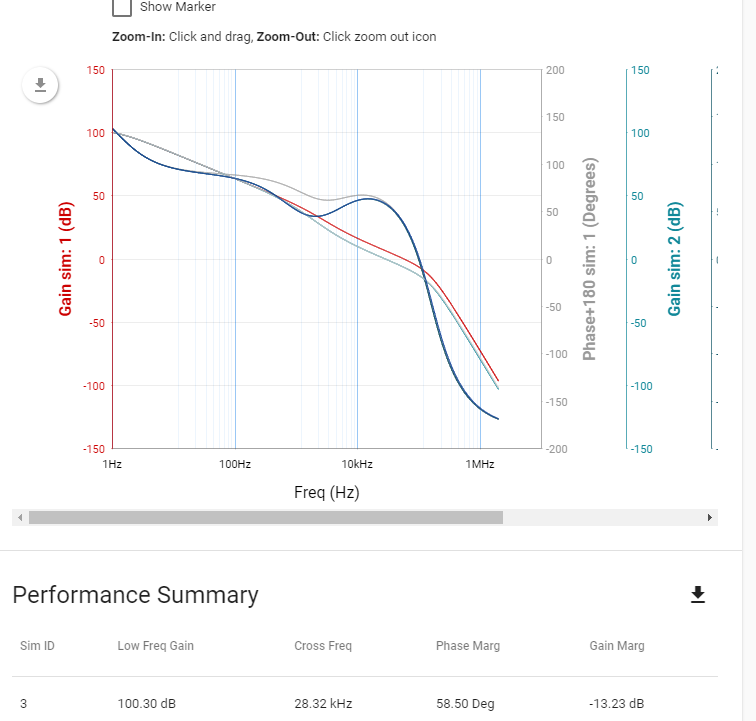 Show Marker
Zoom-In: Click and drag, Zoom-Out: Click zoom out icon
150
100
50
0
-50
-100
-150
Gain sim: 1 (dB)
200
150
100
50
0
-50
-100
-150
-200
Phase+180 sim: 1 (Degrees)
150
100
50
0
-50
-100
-150
Gain sim: 2 (dB)
1Hz
100Hz
10kHz
1MHz
Freq (Hz)
Performance Summary
Sim ID Low Freq Gain Cross Freq Phase Marg Gain Marg
3 100.30 dB 28.32 kHz 58.50 Deg -13.23 dB